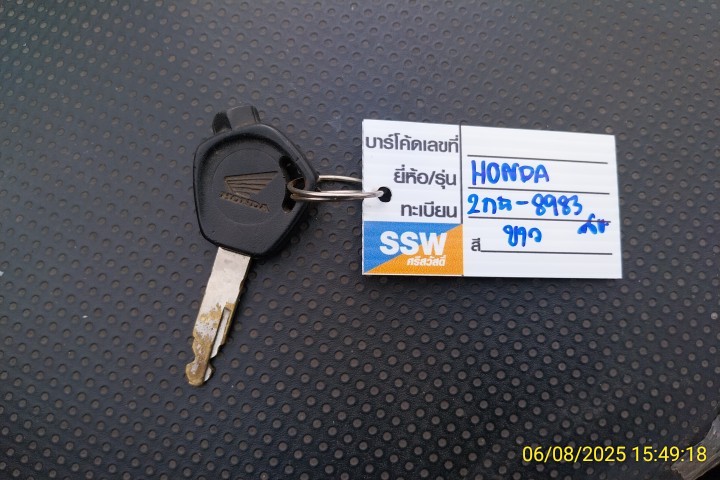 HONDA
บาร์โค้ดเลขที่
ยี่ห้อ/รุ่น HONDA
ทะเบียน 2กน-8983
สี ขาว
SSW
ศรีสวัสดิ์
06/08/2025 15:49:18